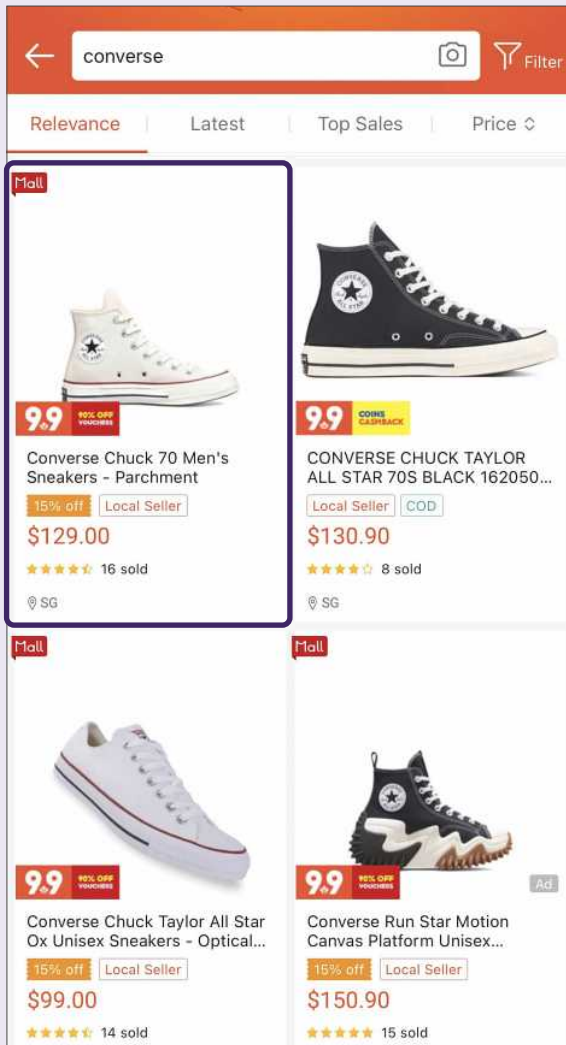 converse
Filter
Relevance
Latest
Top Sales
Price
Mall
9.9
90% OFF
VOUCHERS
Converse Chuck 70 Men's
Sneakers - Parchment
15% off
Local Seller
$129.00
16 sold
SG
CONVERSE
ALL STAR
9.9
COINS
CASHBACK
CONVERSE CHUCK TAYLOR
ALL STAR 70S BLACK 162050...
Local Seller
COD
$130.90
8 sold
SG
Mall
9.9
90% OFF
VOUCHERS
Converse Chuck Taylor All Star
Ox Unisex Sneakers - Optical...
15% off
Local Seller
$99.00
14 sold
Mall
9.9
90% OFF
VOUCHERS
Ad
Converse Run Star Motion
Canvas Platform Unisex...
15% off
Local Seller
$150.90
15 sold